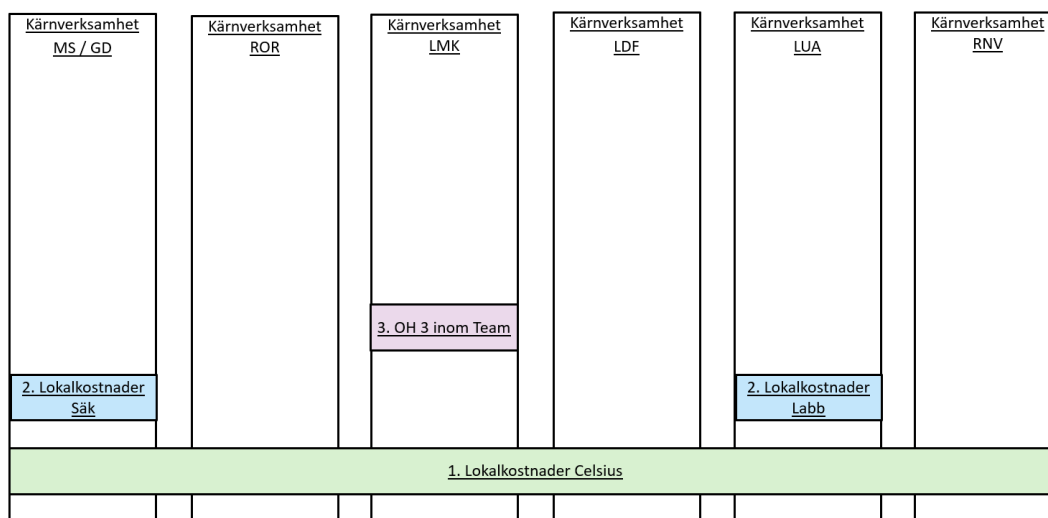 Kärnverksamhet
MS / GD
Kärnverksamhet
ROR
Kärnverksamhet
LMK
Kärnverksamhet
LDF
Kärnverksamhet
LUA
Kärnverksamhet
RNV
3. OH 3 inom Team
2. Lokalkostnader
Säk
2. Lokalkostnader
Labb
1. Lokalkostnader Celsius